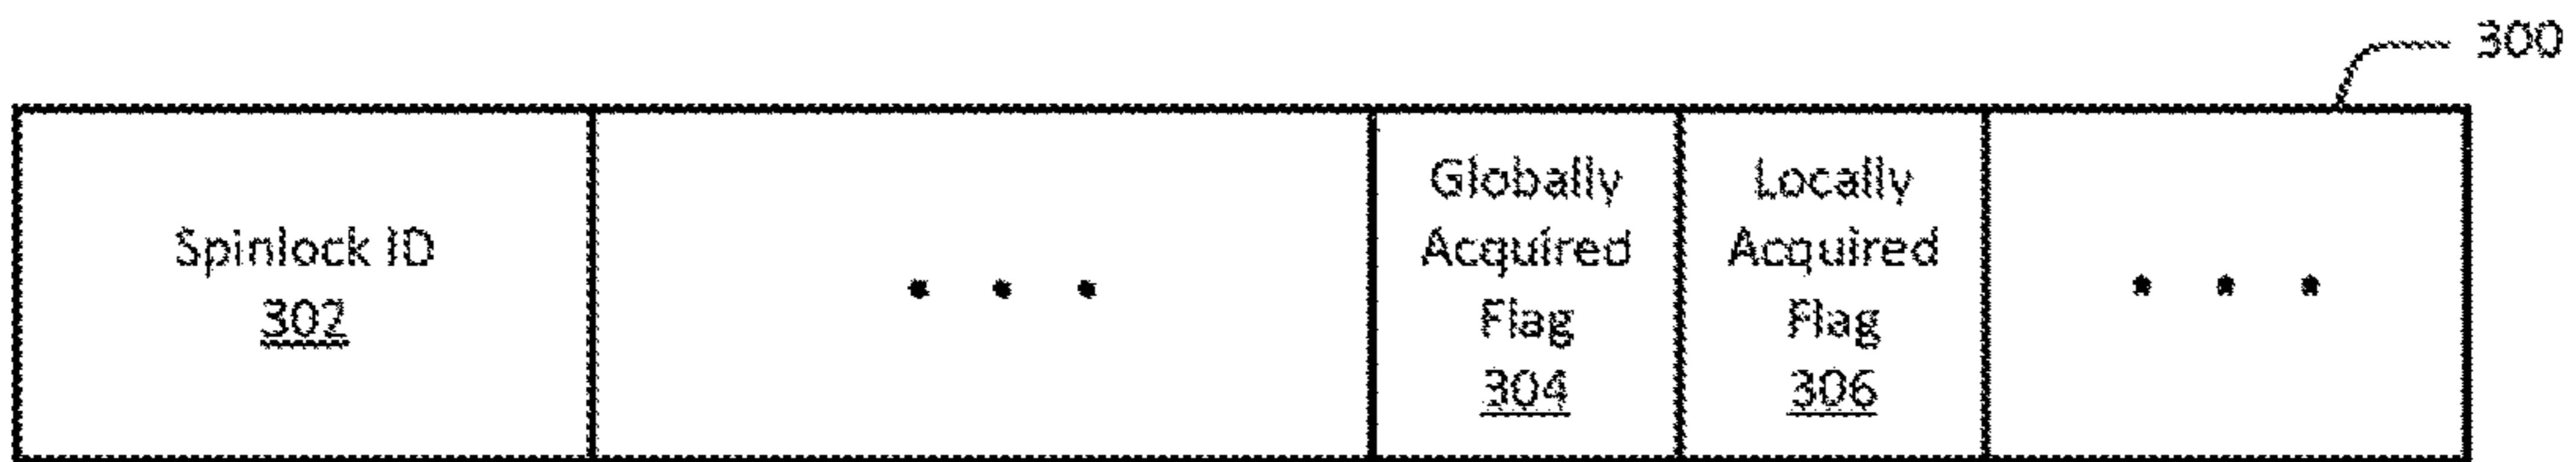 300
Spinlock ID
302
• • •
Globally
Acquired
Flag
304
Locally
Acquired
Flag
306
• • •